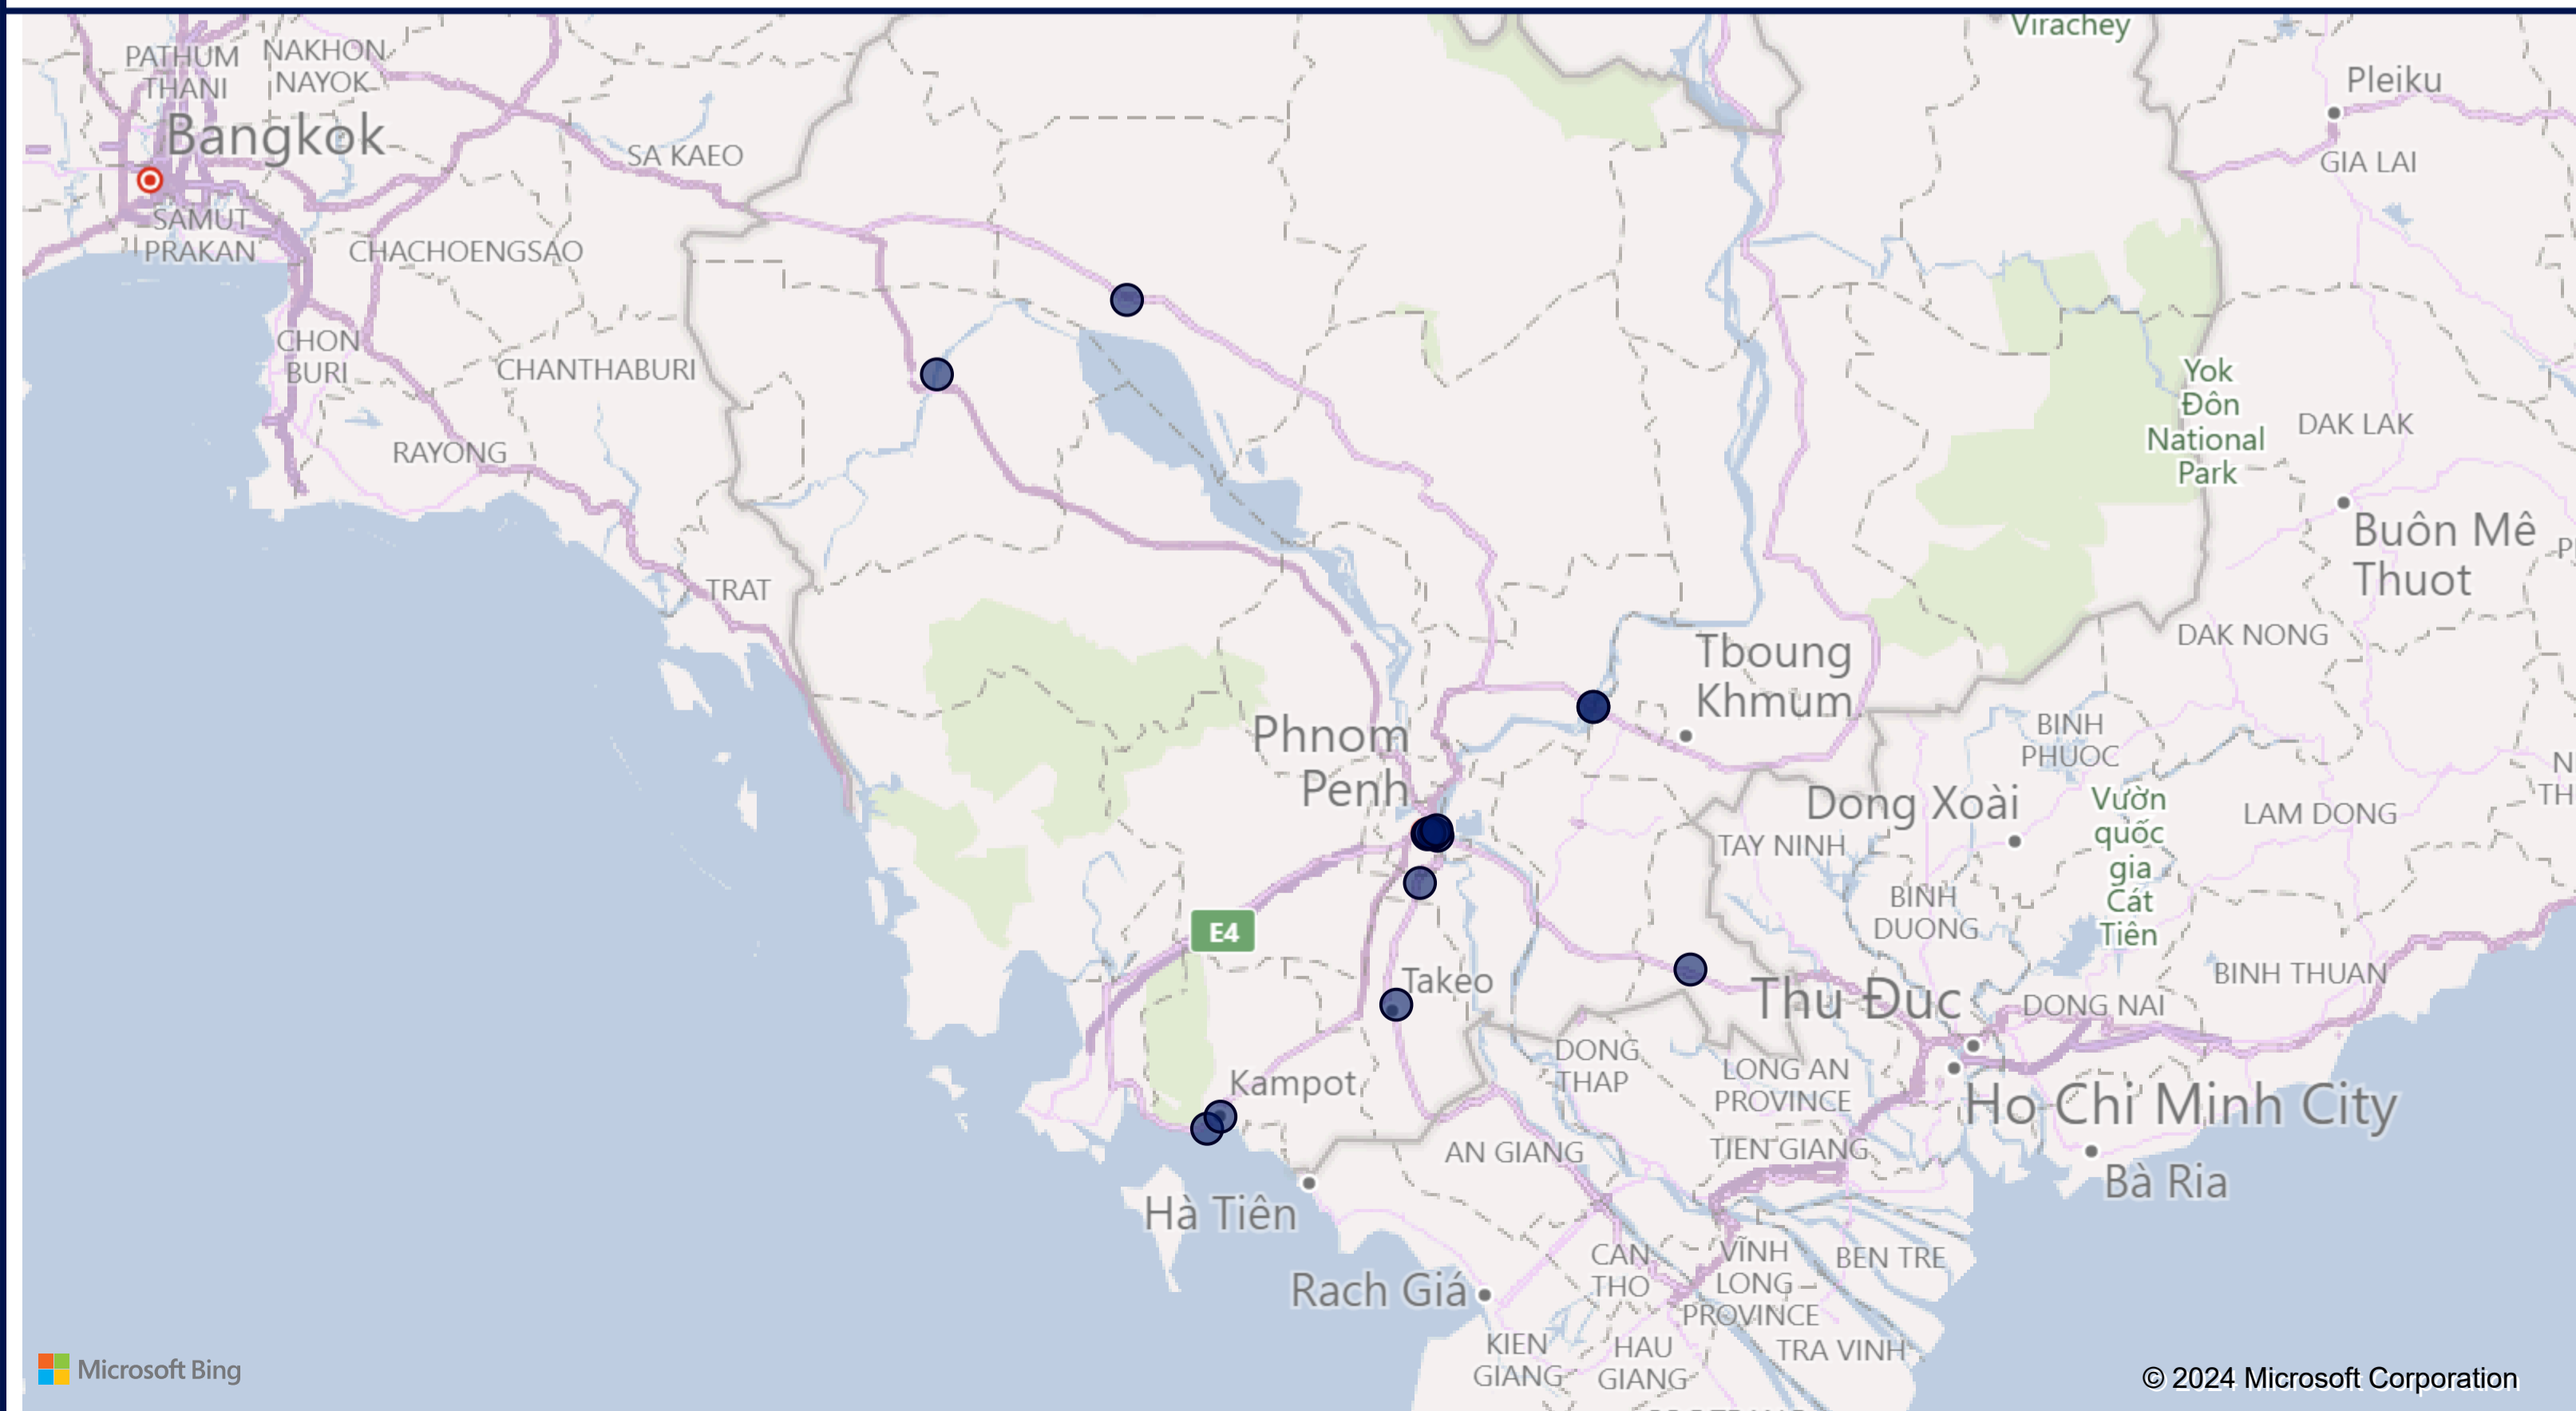 Virachey
PATHUM
THANI
NAKHON
NAYOK
Pleiku
Bangkok
SA KAEO
GIA LAI
SAMUT
PRAKAN
CHACHOENGSAO
CHON
BURI
CHANTHABURI
Yok
Đôn
National
Park
DAK LAK
RAYONG
Buôn Mê
Thuot
TRAT
DAK NONG
Tboung
Khmum
Phnom
Penh
BINH
PHUOC
Dong Xoài
Vườn
quốc
gia
Cát
Tiên
LAM DONG
TAY NINH
BINH
DUONG
E4
Takeo
BINH THUAN
Thu Đuc
DONG NAI
DONG
THAP
LONG AN
PROVINCE
Kampot
Ho Chi Minh City
AN GIANG
TIEN GIANG
Bà Ria
Hà Tiên
CAN
THO
VĨNH
LONG
PROVINCE
BEN TRE
Rach Giá
KIEN
GIANG
HAU
GIANG
TRA VINH
Microsoft Bing
© 2024 Microsoft Corporation